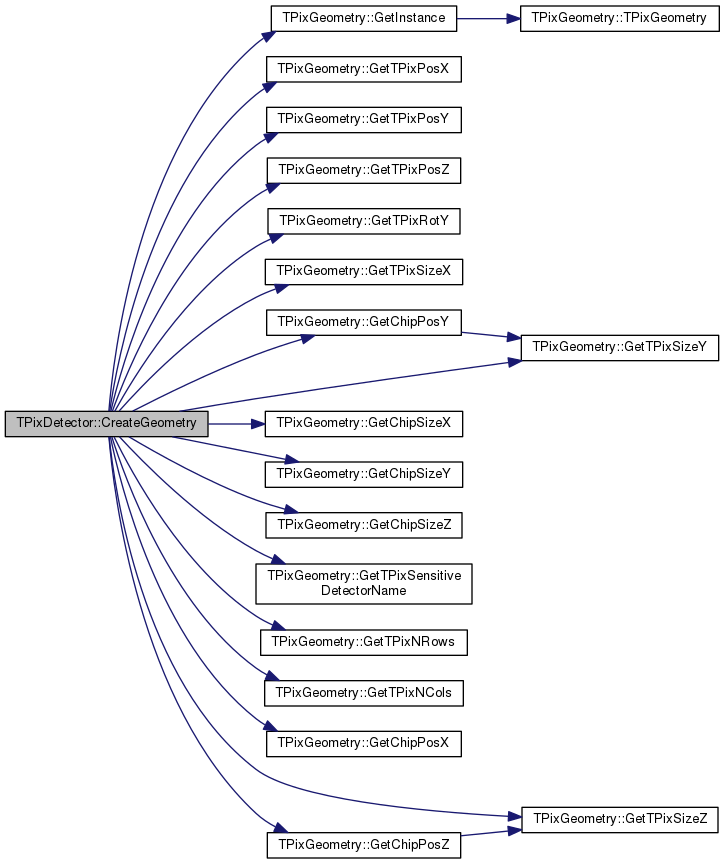 TPixGeometry::GetInstance
TPixGeometry::TPixGeometry
TPixGeometry::GetTPixPosX
TPixGeometry::GetTPixPosY
TPixGeometry::GetTPixPosZ
TPixGeometry::GetTPixRotY
TPixGeometry::GetTPixSizeX
TPixGeometry::GetChipPosY
TPixGeometry::GetTPixSizeY
TPixDetector::CreateGeometry
TPixGeometry::GetChipSizeX
TPixGeometry::GetChipSizeY
TPixGeometry::GetChipSizeZ
TPixGeometry::GetTPixSensitive
DetectorName
TPixGeometry::GetTPixNRows
TPixGeometry::GetTPixNCols
TPixGeometry::GetChipPosX
TPixGeometry::GetTPixSizeZ
TPixGeometry::GetChipPosZ